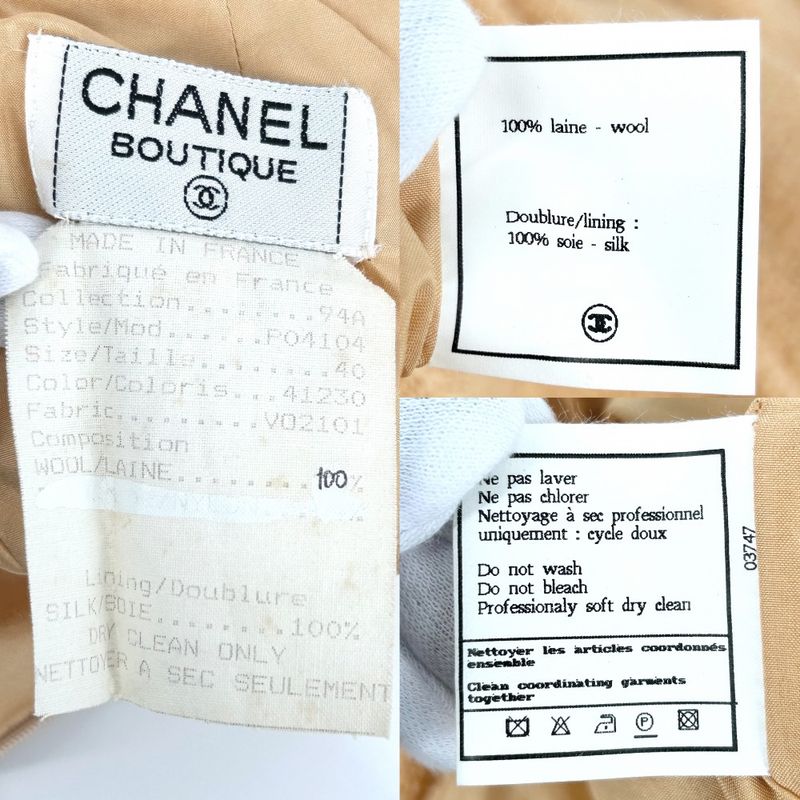 CHANEL
BOUTIQUE
MADE IN FRANCE
Fabriqué en France
Collection........94A
Style/Mod......P04104
Size/Taille........40
Color/Coloris...41230
Fabric.........V02101
Composition
WOOL/LAINE........100%
Lining/Doublure
SILK/SOIE........100%
DRY CLEAN ONLY
NETTOYER A SEC SEULEMENT
100% laine - wool
Doublure/lining :
100% soie - silk
Ne pas laver
Ne pas chlorer
Nettoyage à sec professionnel
uniquement : cycle doux
Do not wash
Do not bleach
Professionaly soft dry clean
Nettoyer les articles coordonnés
ensemble
Clean coordinating garments
together
P
03747